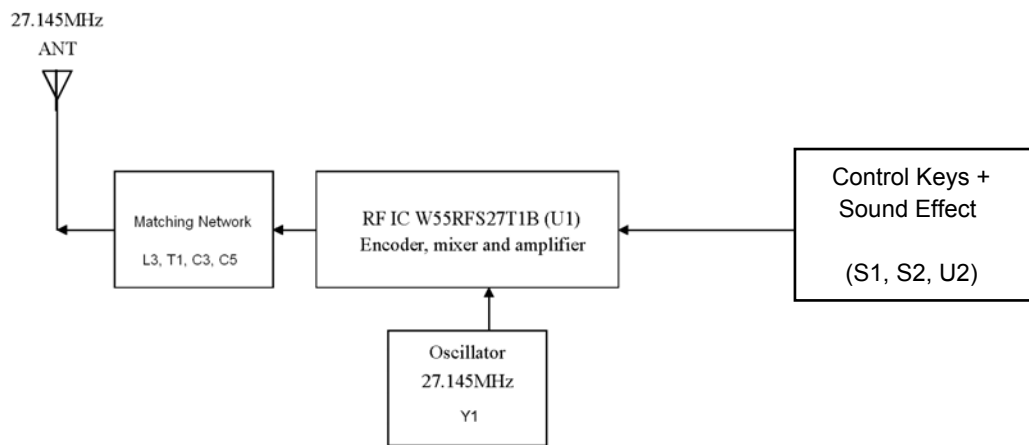 27.145MHz
ANT
Matching Network
L3, T1, C3, C5
RF IC W55RFS27T1B (U1)
Encoder, mixer and amplifier
Control Keys +
Sound Effect
(S1, S2, U2)
Oscillator
27.145MHz
Y1